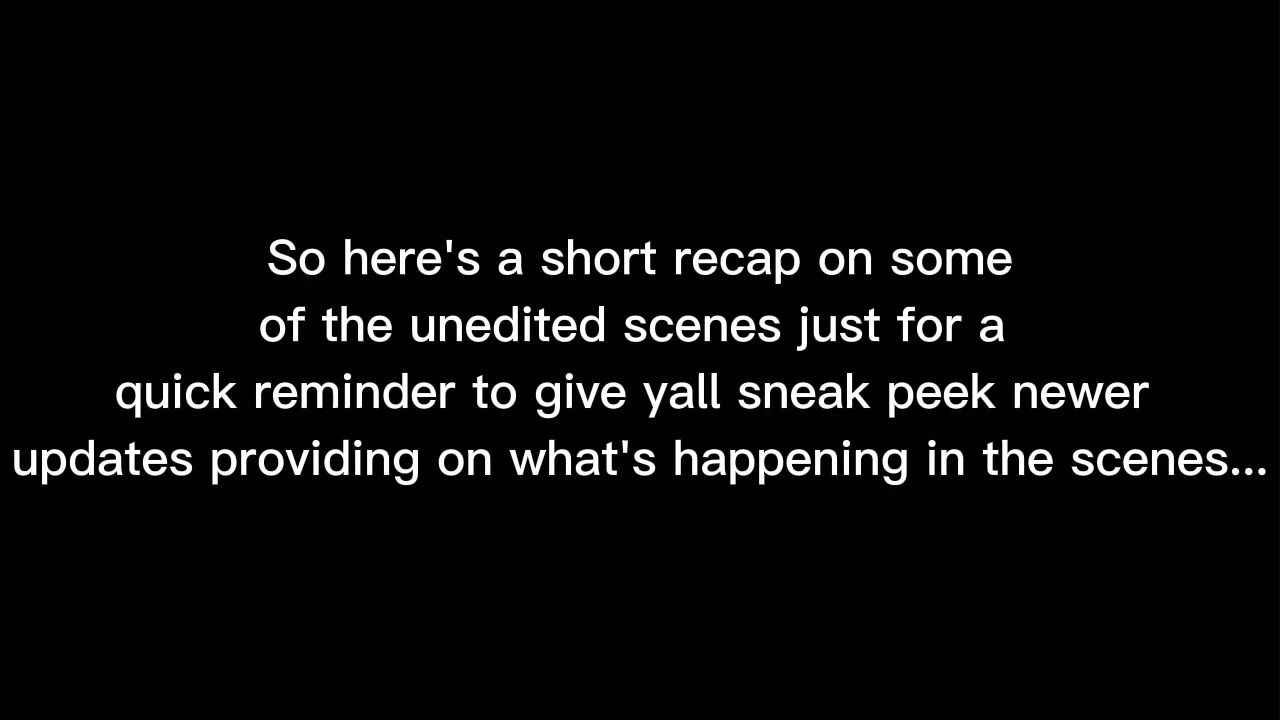 So here's a short recap on some
of the unedited scenes just for a
quick reminder to give yall sneak peek newer
updates providing on what's happening in the scenes...